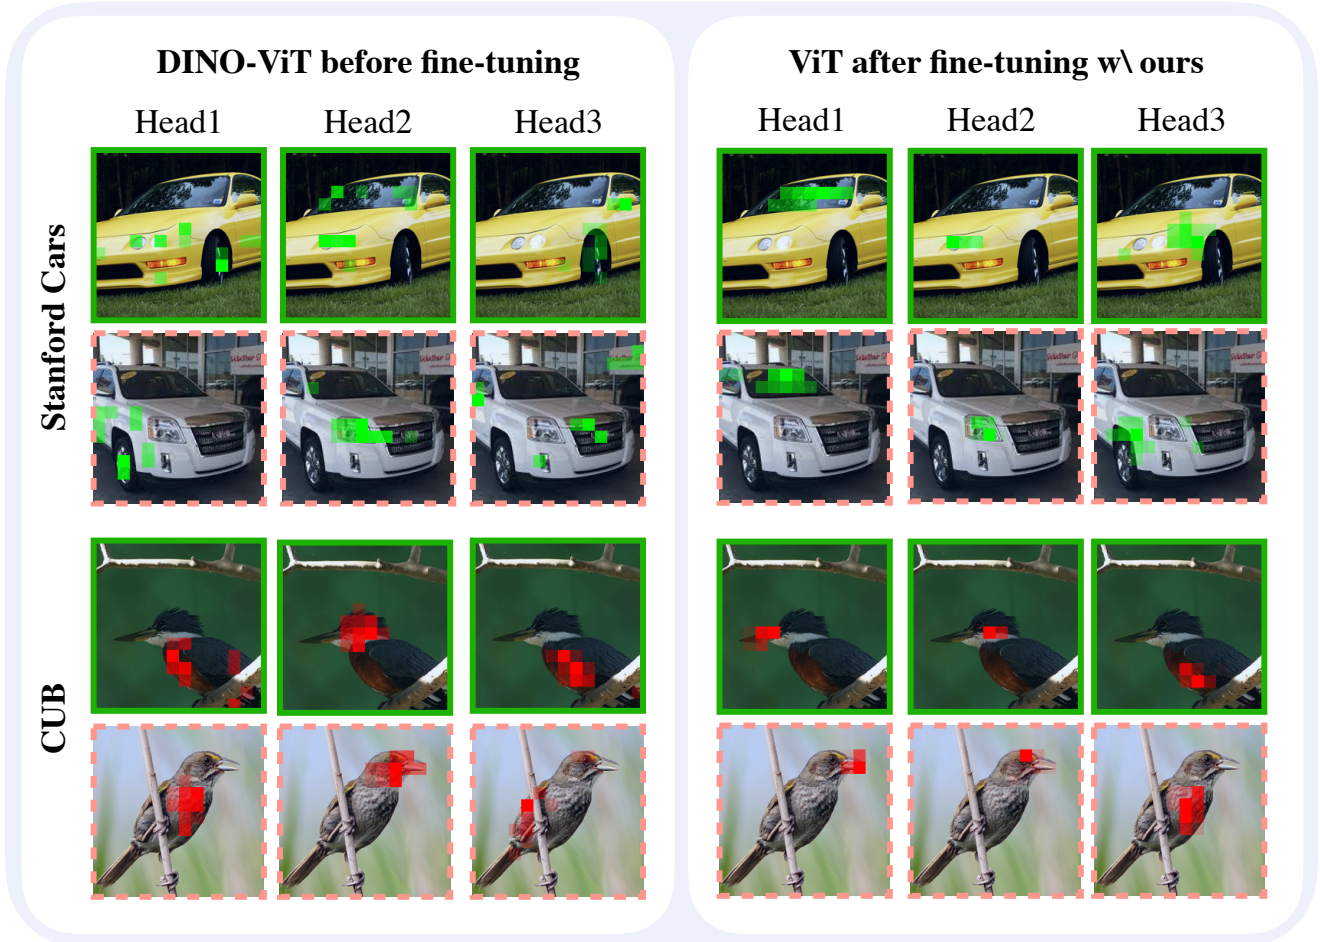 DINO-ViT before fine-tuning
ViT after fine-tuning w\ ours
Head1 Head2 Head3
Head1 Head2 Head3
Stanford Cars
CUB